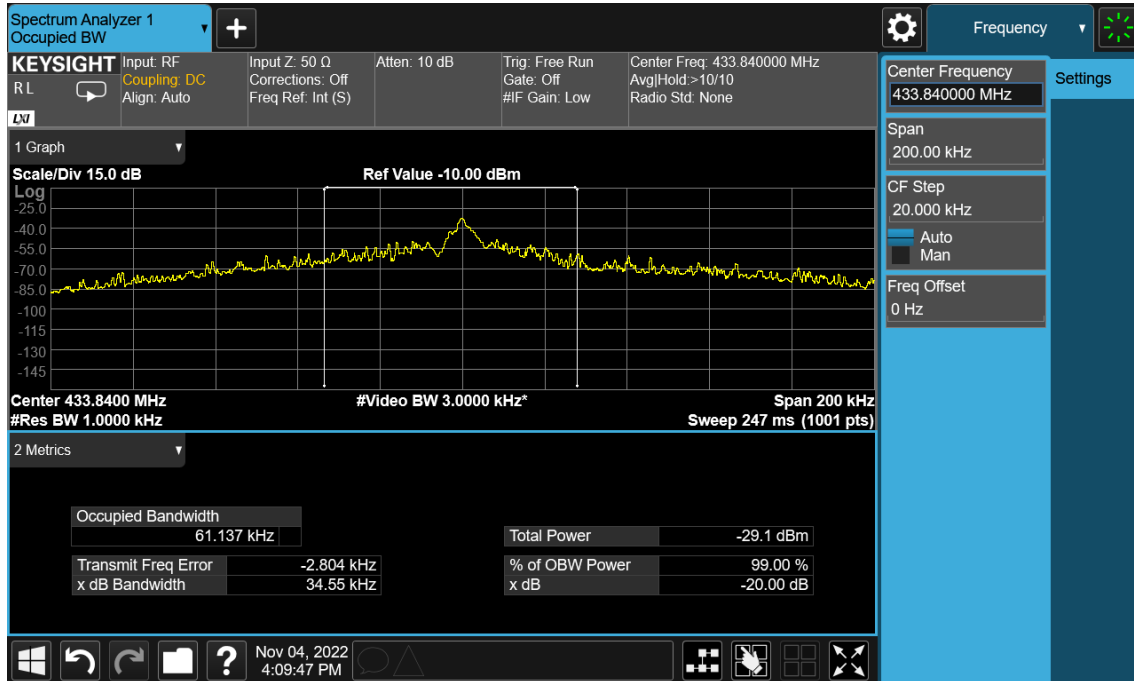 Spectrum Analyzer 1
Occupied BW
Frequency
KEYSIGHT
RL
LXI
Input: RF
Coupling: DC
Align: Auto
Input Z: 50 Ω
Corrections: Off
Freq Ref: Int (S)
Atten: 10 dB
Trig: Free Run
Gate: Off
#IF Gain: Low
Center Freq: 433.840000 MHz
Avg|Hold:>10/10
Radio Std: None
Center Frequency
433.840000 MHz
Settings
Span
200.00 kHz
CF Step
20.000 kHz
Auto
Man
Freq Offset
0 Hz
1 Graph
Scale/Div 15.0 dB
Ref Value -10.00 dBm
Log
-25.0
-40.0
-55.0
-70.0
-85.0
-100
-115
-130
-145
Center 433.8400 MHz
#Video BW 3.0000 kHz*
Span 200 kHz
#Res BW 1.0000 kHz
Sweep 247 ms (1001 pts)
2 Metrics
Occupied Bandwidth
61.137 kHz
Total Power -29.1 dBm
Transmit Freq Error -2.804 kHz
% of OBW Power 99.00 %
x dB Bandwidth 34.55 kHz
x dB -20.00 dB
?
Nov 04, 2022
4:09:47 PM